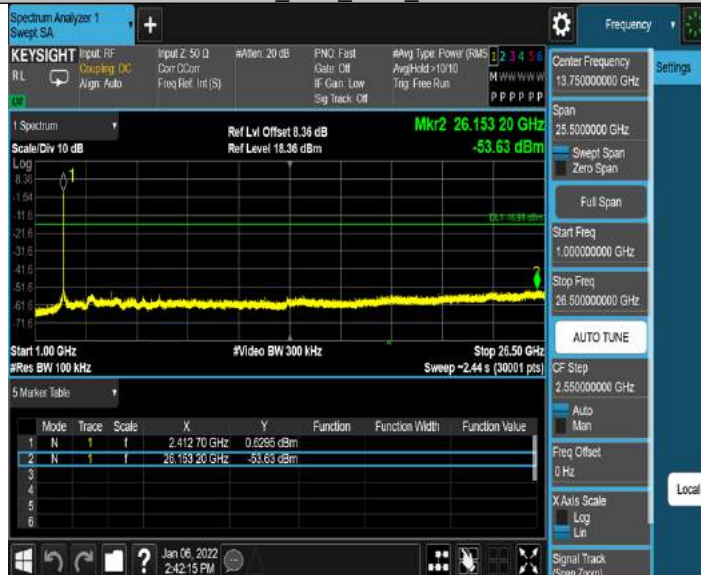 Spectrum Analyzer 1
Swept SA
Frequency
Settings
KEYSIGHT
RL
Input: RF
Coupling: DC
Align: Auto
Input Z: 50 Ω
Corr CCorr
Freq Ref: Int (S)
#Atten: 20 dB
PNO: Fast
Gate: Off
IF Gain: Low
Sig Track: Off
#Avg Type: Power (RMS
Avg|Hold:>10/10
Trig: Free Run
1 2 3 4 5 6
M W W W W W
P P P P P P
1 Spectrum
Scale/Div 10 dB
Ref Lvl Offset 8.36 dB
Ref Level 18.36 dBm
Mkr2 26.153 20 GHz
-53.63 dBm
Log
8.36
-1.64
-11.6
-21.6
-31.6
-41.6
-51.6
-61.6
-71.6
1
Start 1.00 GHz
#Res BW 100 kHz
#Video BW 300 kHz
Stop 26.50 GHz
Sweep ~2.44 s (30001 pts)
5 Marker Table
Mode Trace Scale X Y Function Function Width Function Value
1 N 1 f 2.412 70 GHz 0.6295 dBm
2 N 1 f 26.153 20 GHz -53.63 dBm
3
4
5
6
Center Frequency
13.750000000 GHz
Span
25.5000000 GHz
Swept Span
Zero Span
Full Span
Start Freq
1.000000000 GHz
Stop Freq
26.500000000 GHz
AUTO TUNE
CF Step
2.550000000 GHz
Auto
Man
Freq Offset
0 Hz
X Axis Scale
Log
Lin
Signal Track
(Span Zoom)
Local
Jan 06, 2022
2:42:15 PM